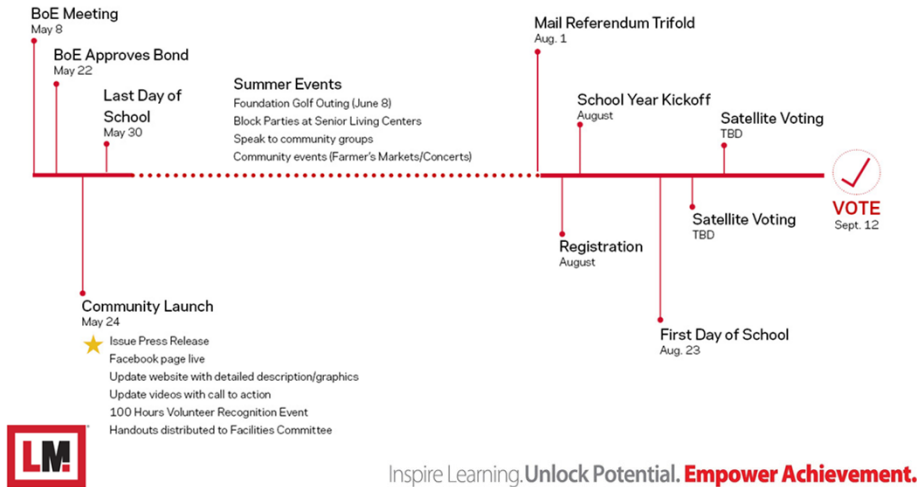 BoE Meeting
May 8
BoE Approves Bond
May 22
Last Day of
School
May 30
Summer Events
Foundation Golf Outing (June 8)
Block Parties at Senior Living Centers
Speak to community groups
Community events (Farmer's Markets/Concerts)
Mail Referendum Trifold
Aug. 1
School Year Kickoff
August
Satellite Voting
TBD
VOTE
Sept. 12
Satellite Voting
TBD
Registration
August
First Day of School
Aug. 23
Community Launch
May 24
Issue Press Release
Facebook page live
Update website with detailed description/graphics
Update videos with call to action
100 Hours Volunteer Recognition Event
Handouts distributed to Facilities Committee
LM
Inspire Learning. Unlock Potential. Empower Achievement.